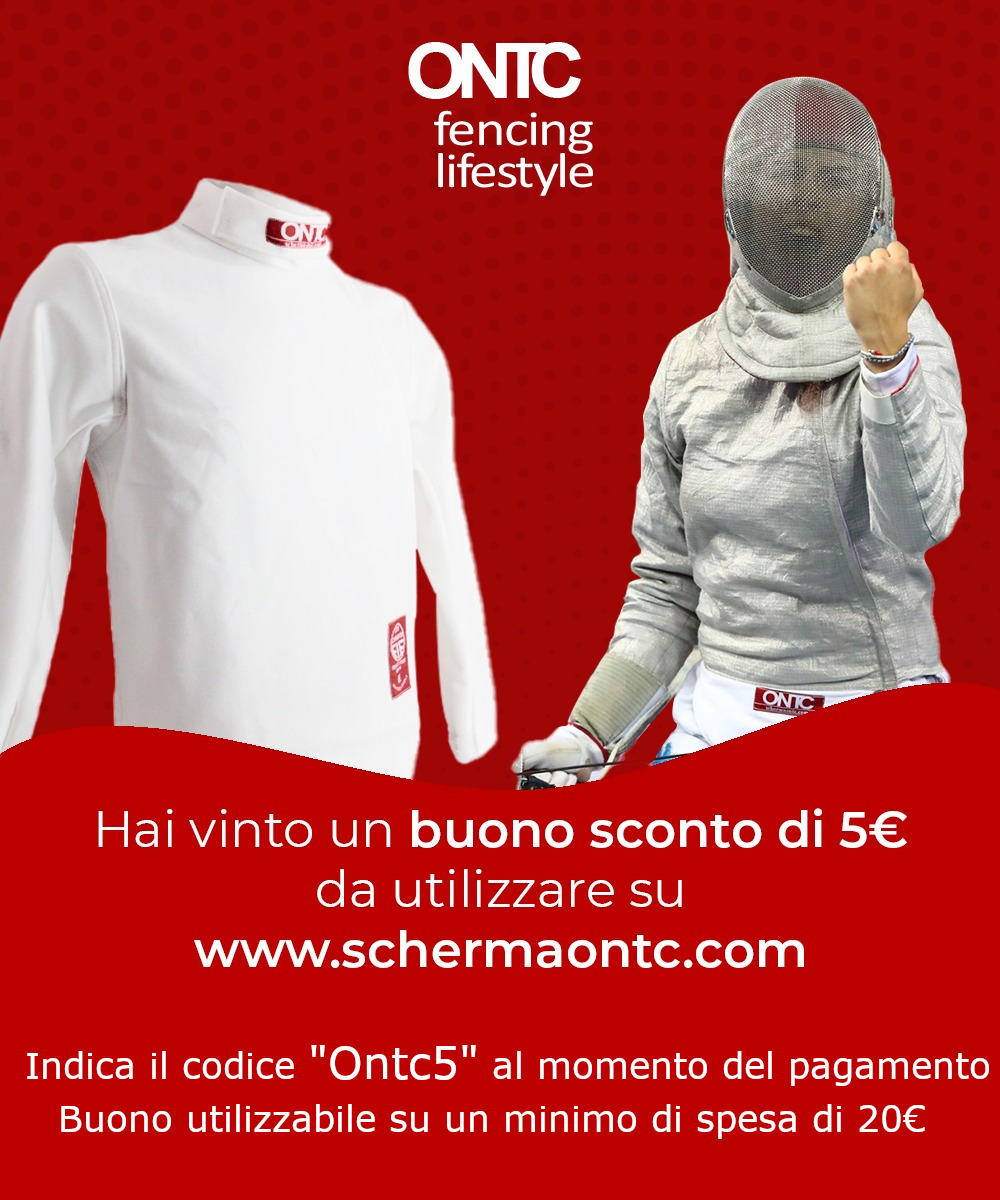 ONTC
fencing
lifestyle
ONTC
ONTC
Hai vinto un buono sconto di 5€
da utilizzare su
www.schermaontc.com
Indica il codice "Ontc5" al momento del pagamento
Buono utilizzabile su un minimo di spesa di 20€